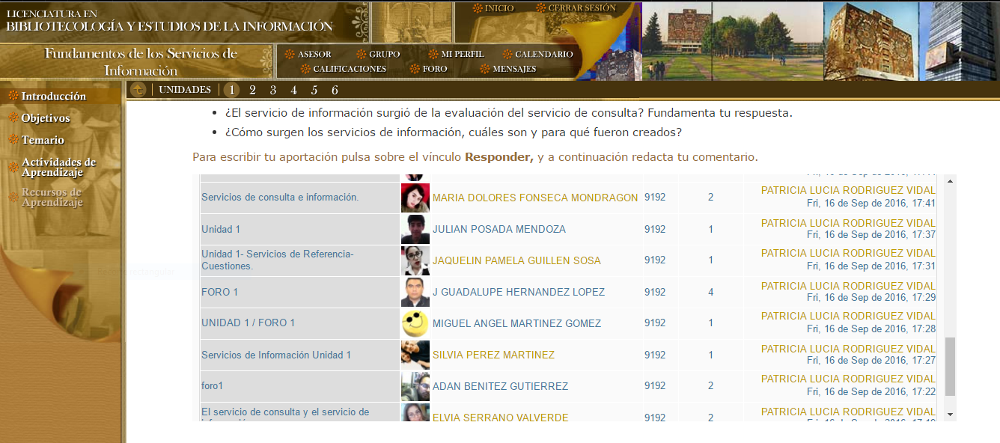 LICENCIATURA EN
BIBLIOTECOLOGÍA Y ESTUDIOS DE LA INFORMACIÓN
INICIO CERRAR SESIÓN
Fundamentos de los Servicios de
Información
ASESOR GRUPO MI PERFIL CALENDARIO
CALIFICACIONES FORO MENSAJES
UNIDADES 1 2 3 4 5 6
Introducción
Objetivos
Temario
Actividades de
Aprendizaje
Recursos de
Aprendizaje
• ¿El servicio de información surgió de la evaluación del servicio de consulta? Fundamenta tu respuesta.
• ¿Cómo surgen los servicios de información, cuáles son y para qué fueron creados?
Para escribir tu aportación pulsa sobre el vínculo Responder, y a continuación redacta tu comentario.
Servicios de consulta e información. MARIA DOLORES FONSECA MONDRAGON 9192 2 PATRICIA LUCIA RODRIGUEZ VIDAL
Fri, 16 de Sep de 2016, 17:41
Unidad 1 JULIAN POSADA MENDOZA 9192 1 PATRICIA LUCIA RODRIGUEZ VIDAL
Fri, 16 de Sep de 2016, 17:37
Unidad 1- Servicios de Referencia-
Cuestiones. JAQUELIN PAMELA GUILLEN SOSA 9192 1 PATRICIA LUCIA RODRIGUEZ VIDAL
Fri, 16 de Sep de 2016, 17:31
FORO 1 J GUADALUPE HERNANDEZ LOPEZ 9192 4 PATRICIA LUCIA RODRIGUEZ VIDAL
Fri, 16 de Sep de 2016, 17:29
UNIDAD 1 / FORO 1 MIGUEL ANGEL MARTINEZ GOMEZ 9192 1 PATRICIA LUCIA RODRIGUEZ VIDAL
Fri, 16 de Sep de 2016, 17:28
Servicios de Información Unidad 1 SILVIA PEREZ MARTINEZ 9192 1 PATRICIA LUCIA RODRIGUEZ VIDAL
Fri, 16 de Sep de 2016, 17:27
foro1 ADAN BENITEZ GUTIERREZ 9192 2 PATRICIA LUCIA RODRIGUEZ VIDAL
Fri, 16 de Sep de 2016, 17:22
El servicio de consulta y el servicio de ELVIA SERRANO VALVERDE 9192 2 PATRICIA LUCIA RODRIGUEZ VIDAL